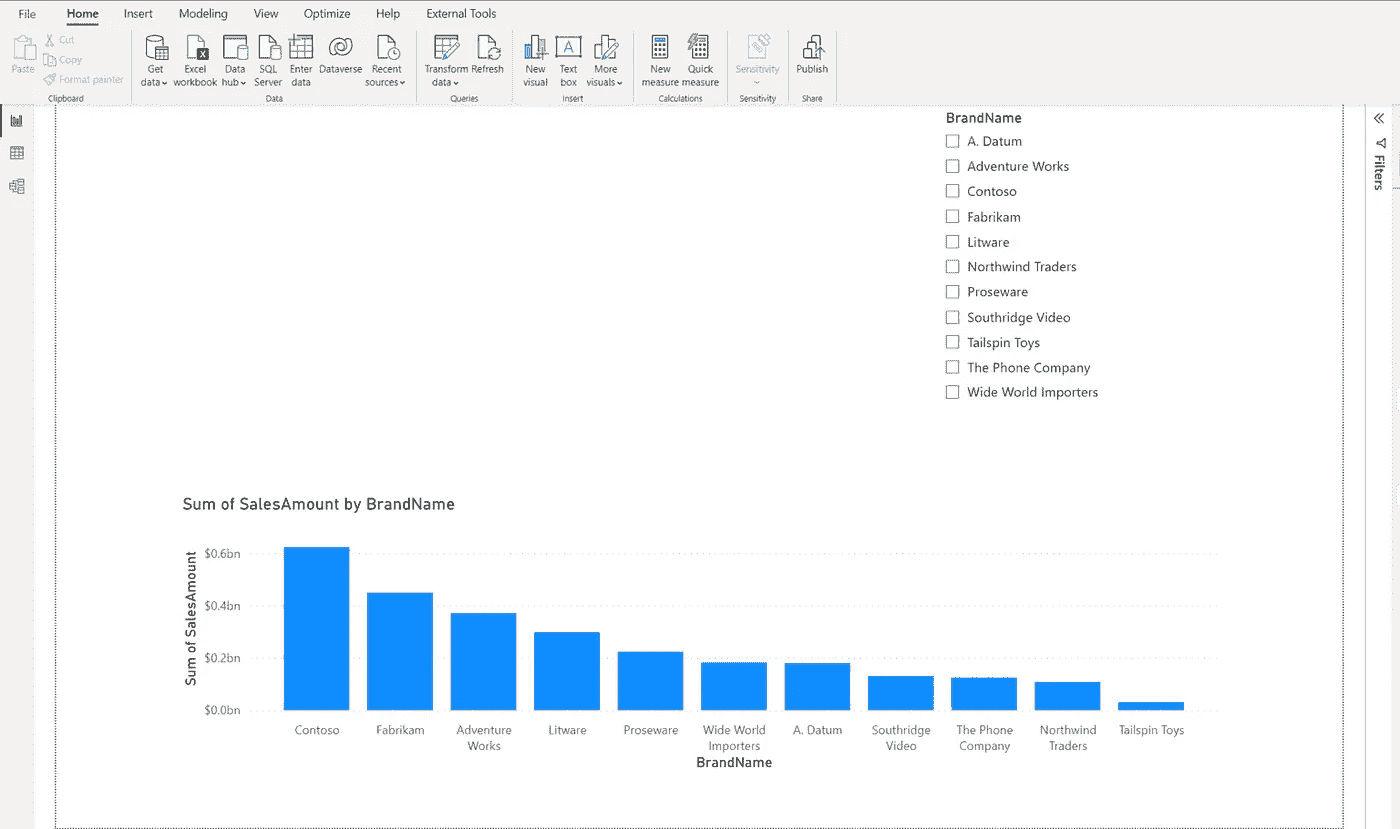 File Home Insert Modeling View Optimize Help External Tools
Paste
Cut
Copy
Format painter
Clipboard
Get data
Excel workbook
Data hub
SQL Server
Enter data
Dataverse
Recent sources
Data
Transform data
Refresh
Queries
New visual
A
Text box
More visuals
Insert
New measure
Quick measure
Calculations
Sensitivity
Sensitivity
Publish
Share
Filters
BrandName
A. Datum
Adventure Works
Contoso
Fabrikam
Litware
Northwind Traders
Proseware
Southridge Video
Tailspin Toys
The Phone Company
Wide World Importers
Sum of SalesAmount by BrandName
Sum of SalesAmount
$0.6bn
$0.4bn
$0.2bn
$0.0bn
Contoso Fabrikam Adventure Works Litware Proseware Wide World Importers A. Datum Southridge Video The Phone Company Northwind Traders Tailspin Toys
BrandName